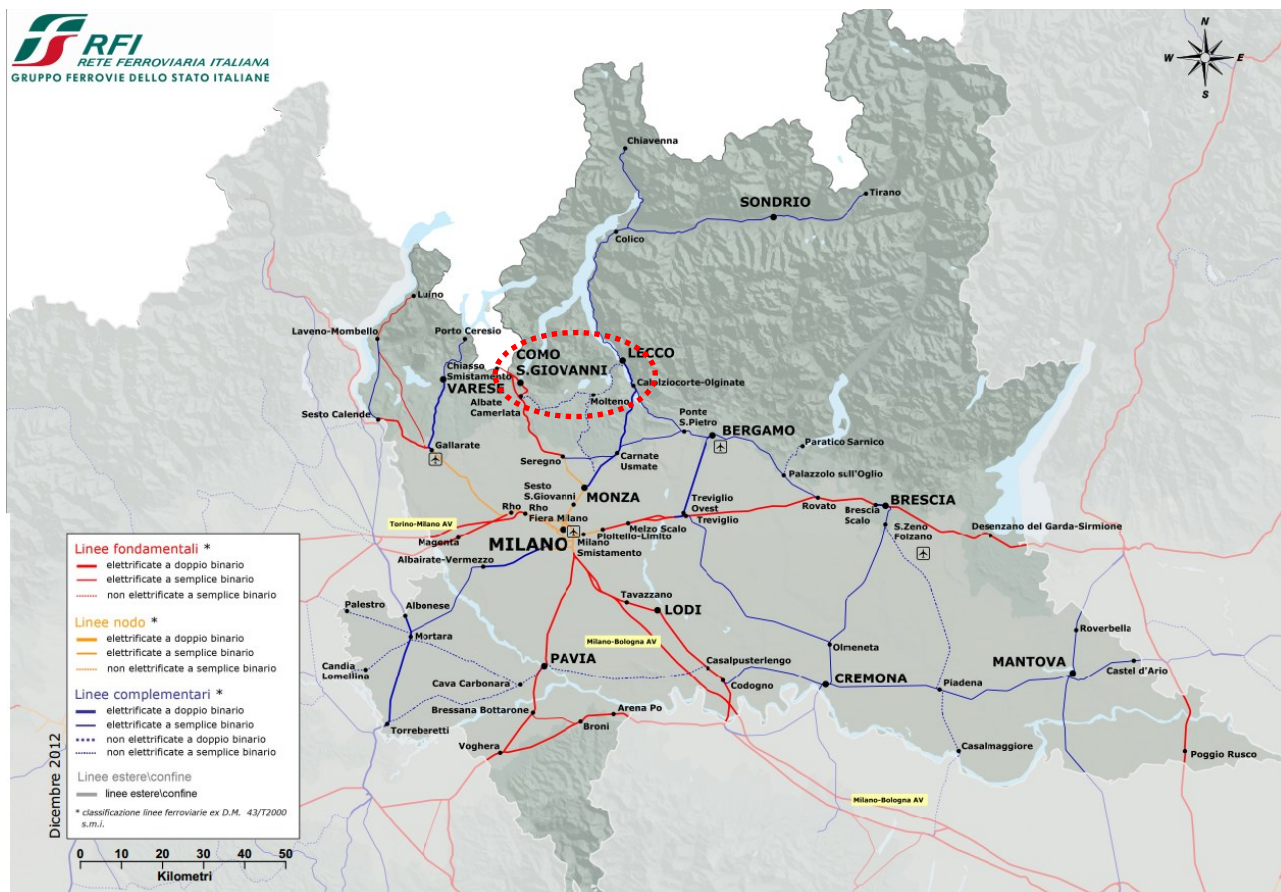 RFI
RETE FERROVIARIA ITALIANA
GRUPPO FERROVIE DELLO STATO ITALIANE
N
W
E
S
Chiavenna
SONDRIO
Tirano
Colico
Luino
Laveno-Mombello
Porto Ceresio
COMO
S.GIOVANNI
LECCO
Chiasso
Smistamento
VARESE
Calolziocorte-Olginate
Albate
Camerlata
Molteno
Sesto Calende
Ponte
S.Pietro
BERGAMO
Paratico Sarnico
Gallarate
Seregno
Carnate
Usmate
Palazzolo sull'Oglio
Sesto
S.Giovanni
MONZA
Treviglio
Ovest
Treviglio
Rovato
BRESCIA
Brescia
Scalo
Rho
Rho
Fiera Milano
Torino-Milano AV
Melzo Scalo
Pioltello-Limito
S.Zeno
Folzano
Desenzano del Garda-Sirmione
Magenta
MILANO
Milano
Smistamento
Albairate-Vermezzo
Tavazzano
LODI
Palestro
Albonese
Mortara
Milano-Bologna AV
Roverbella
Olmeneta
Candia
Lomellina
PAVIA
Casalpusterlengo
MANTOVA
Castel d'Ario
Cava Carbonara
Codogno
CREMONA
Piadena
Bressana Bottarone
Arena Po
Torreberetti
Broni
Voghera
Casalmaggiore
Poggio Rusco
Milano-Bologna AV
Linee fondamentali *
elettrificate a doppio binario
elettrificate a semplice binario
non elettrificate a semplice binario
Linee nodo *
elettrificate a doppio binario
elettrificate a semplice binario
non elettrificate a semplice binario
Linee complementari *
elettrificate a doppio binario
elettrificate a semplice binario
non elettrificate a doppio binario
non elettrificate a semplice binario
Linee estere\confine
linee estere\confine
* classificazione linee ferroviarie ex D.M. 43/T2000
s.m.i.
Dicembre 2012
0 10 20 30 40 50
Kilometri